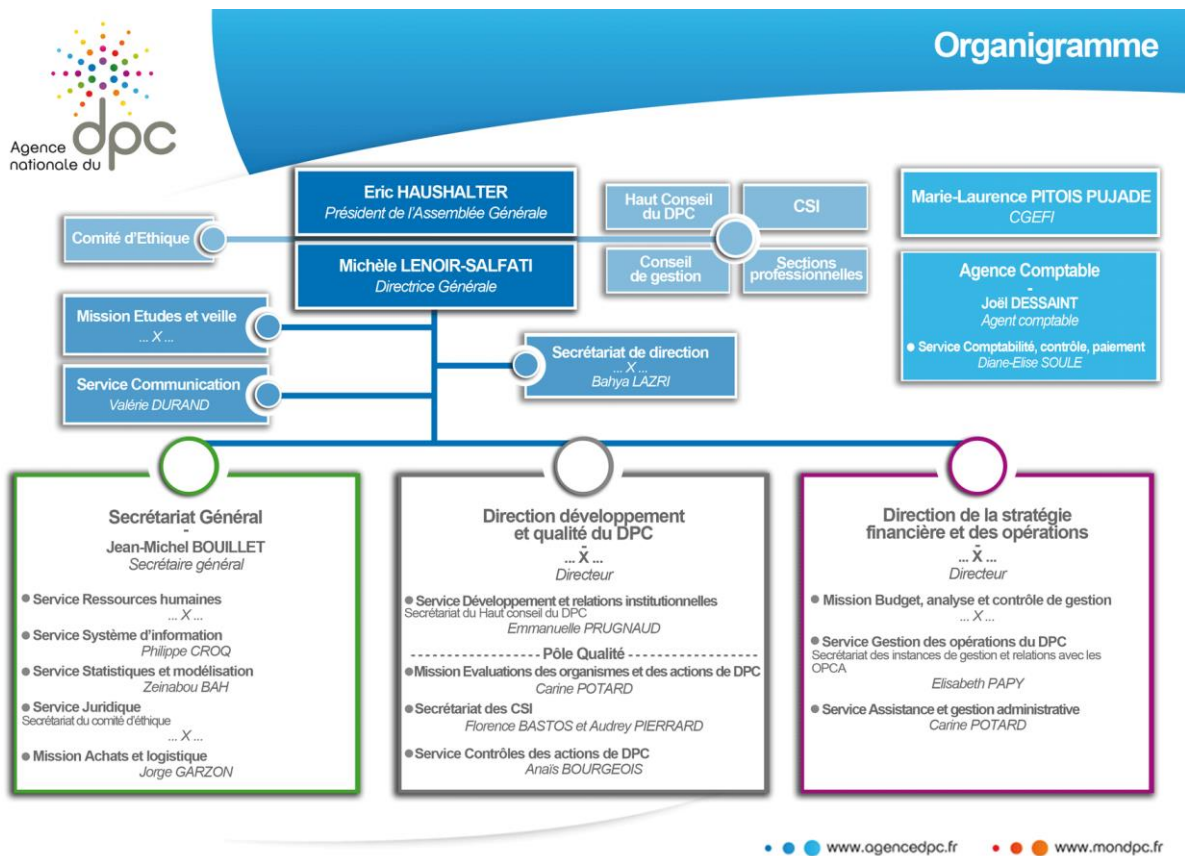 Organigramme
Agence
nationale du
dpc
Eric HAUSHALTER
Président de l'Assemblée Générale
Haut Conseil
du DPC
CSI
Marie-Laurence PITOIS PUJADE
CGEFI
Comité d'Ethique
Michèle LENOIR-SALFATI
Directrice Générale
Conseil
de gestion
Sections
professionnelles
Agence Comptable
-
Joël DESSAINT
Agent comptable
Service Comptabilité, contrôle, paiement
Diane-Elise SOULE
Mission Etudes et veille
... X ...
Secrétariat de direction
... X ...
Bahya LAZRI
Service Communication
Valérie DURAND
Secrétariat Général
-
Jean-Michel BOUILLET
Secrétaire général
Service Ressources humaines
... X ...
Service Système d'information
Philippe CROQ
Service Statistiques et modélisation
Zeinabou BAH
Service Juridique
Secrétariat du comité d'éthique
... X ...
Mission Achats et logistique
Jorge GARZON
Direction développement
et qualité du DPC
-
... X ...
Directeur
Service Développement et relations institutionnelles
Secrétariat du Haut conseil du DPC
Emmanuelle PRUGNAUD
Pôle Qualité
Mission Evaluations des organismes et des actions de DPC
Carine POTARD
Secrétariat des CSI
Florence BASTOS et Audrey PIERRARD
Service Contrôles des actions de DPC
Anaïs BOURGEOIS
Direction de la stratégie
financière et des opérations
-
... X ...
Directeur
Mission Budget, analyse et contrôle de gestion
... X ...
Service Gestion des opérations du DPC
Secrétariat des instances de gestion et relations avec les
OPCA
Elisabeth PAPY
Service Assistance et gestion administrative
Carine POTARD
www.agencedpc.fr
www.mondpc.fr